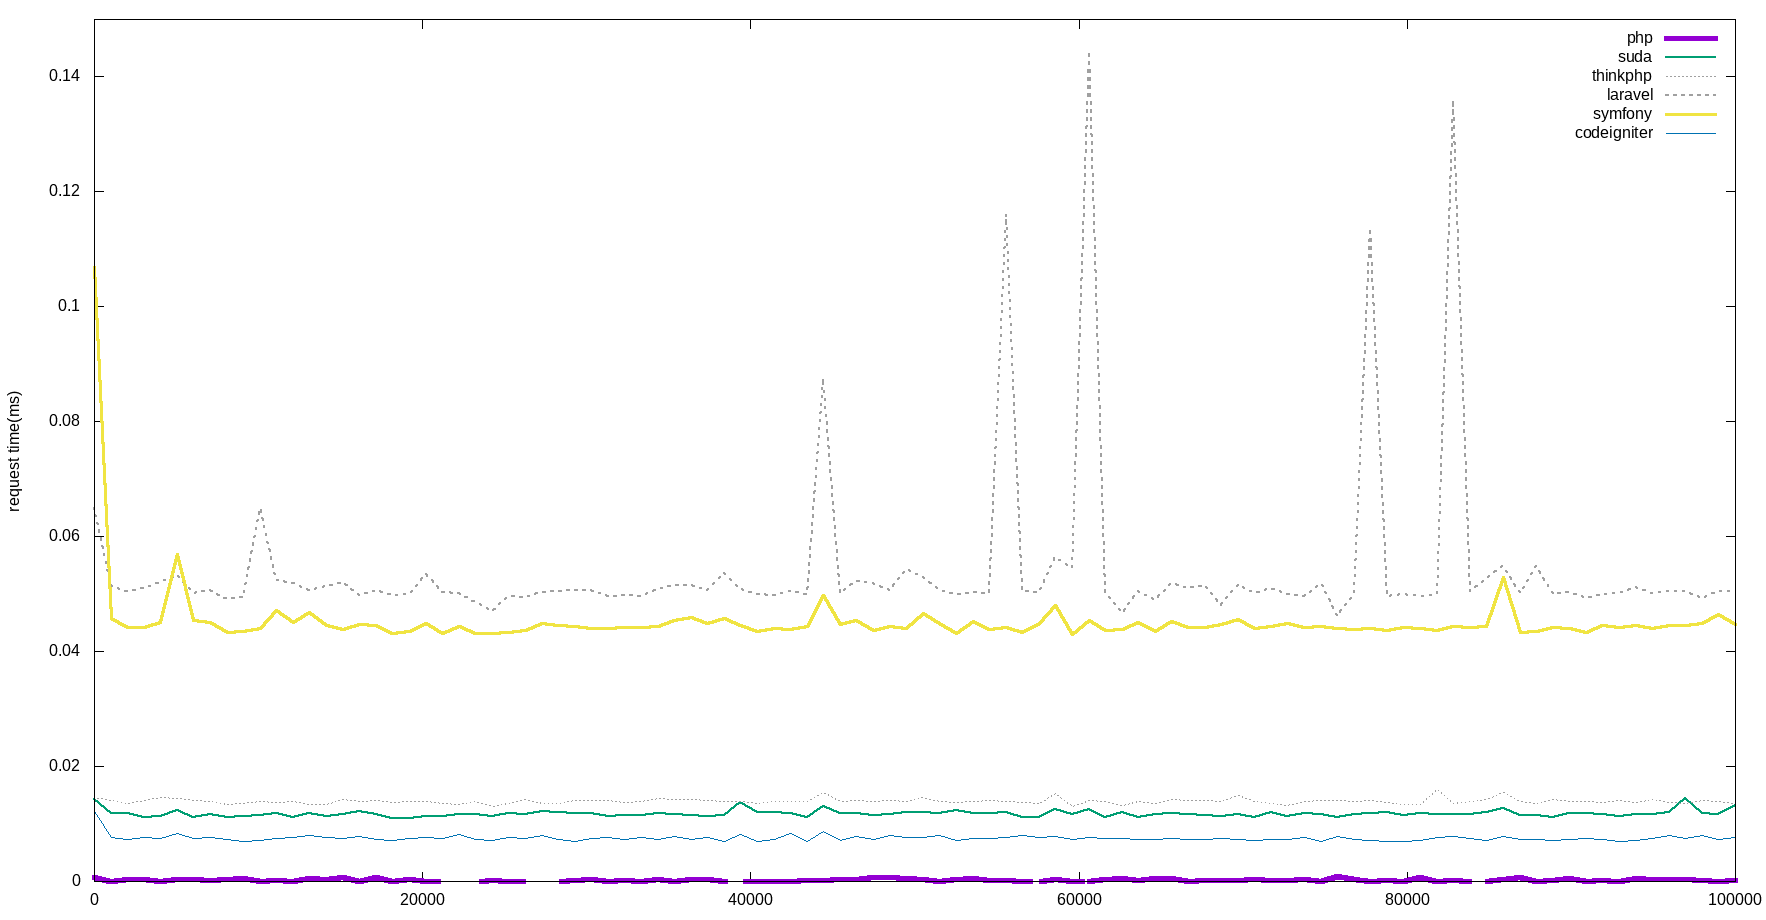 php
suda
thinkphp
laravel
symfony
codeigniter
0.14
0.12
0.1
0.08
0.06
0.04
0.02
0
request time(ms)
0 20000 40000 60000 80000 100000